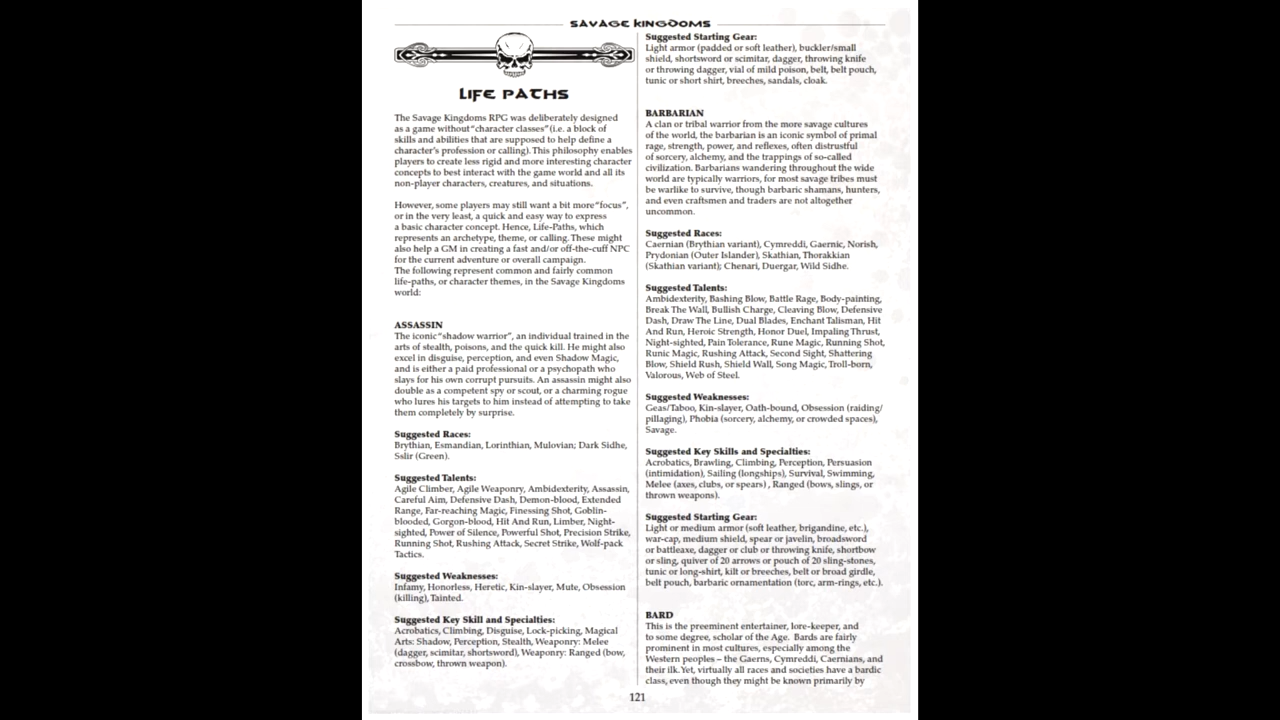 SAVAGE KINGDOMS
LIFE PATHS
The Savage Kingdoms RPG was deliberately designed
as a game without "character classes" (i.e. a block of
skills and abilities that are supposed to help define a
character's profession or calling). This philosophy enables
players to create less rigid and more interesting character
concepts to best interact with the game world and all its
non-player characters, creatures, and situations.
However, some players may still want a bit more "focus",
or in the very least, a quick and easy way to express
a basic character concept. Hence, Life-Paths, which
represents an archetype, theme, or calling. These might
also help a GM in creating a fast and/or off-the-cuff NPC
for the current adventure or overall campaign.
The following represent common and fairly common
life-paths, or character themes, in the Savage Kingdoms
world:
ASSASSIN
The iconic "shadow warrior", an individual trained in the
arts of stealth, poisons, and the quick kill. He might also
excel in disguise, perception, and even Shadow Magic,
and is either a paid professional or a psychopath who
slays for his own corrupt pursuits. An assassin might also
double as a competent spy or scout, or a charming rogue
who lures his targets to him instead of attempting to take
them completely by surprise.
Suggested Races:
Brythian, Esmandian, Lorinthian, Mulovian; Dark Sidhe,
Sslir (Green).
Suggested Talents:
Agile Climber, Agile Weaponry, Ambidexterity, Assassin,
Careful Aim, Defensive Dash, Demon-blood, Extended
Range, Far-reaching Magic, Finessing Shot, Goblin-
blooded, Gorgon-blood, Hit And Run, Limber, Night-
sighted, Power of Silence, Powerful Shot, Precision Strike,
Running Shot, Rushing Attack, Secret Strike, Wolf-pack
Tactics.
Suggested Weaknesses:
Infamy, Honorless, Heretic, Kin-slayer, Mute, Obsession
(killing), Tainted.
Suggested Key Skill and Specialties:
Acrobatics, Climbing, Disguise, Lock-picking, Magical
Arts: Shadow, Perception, Stealth, Weaponry: Melee
(dagger, scimitar, shortsword), Weaponry: Ranged (bow,
crossbow, thrown weapon).
Suggested Starting Gear:
Light armor (padded or soft leather), buckler/small
shield, shortsword or scimitar, dagger, throwing knife
or throwing dagger, vial of mild poison, belt, belt pouch,
tunic or short shirt, breeches, sandals, cloak.
BARBARIAN
A clan or tribal warrior from the more savage cultures
of the world, the barbarian is an iconic symbol of primal
rage, strength, power, and reflexes, often distrustful
of sorcery, alchemy, and the trappings of so-called
civilization. Barbarians wandering throughout the wide
world are typically warriors, for most savage tribes must
be warlike to survive, though barbaric shamans, hunters,
and even craftsmen and traders are not altogether
uncommon.
Suggested Races:
Caernian (Brythian variant), Cymreddi, Gaernic, Norish,
Prydonian (Outer Islander), Skathian, Thorakkian
(Skathian variant); Chenari, Duergar, Wild Sidhe.
Suggested Talents:
Ambidexterity, Bashing Blow, Battle Rage, Body-painting,
Break The Wall, Bullish Charge, Cleaving Blow, Defensive
Dash, Draw The Line, Dual Blades, Enchant Talisman, Hit
And Run, Heroic Strength, Honor Duel, Impaling Thrust,
Night-sighted, Pain Tolerance, Rune Magic, Running Shot,
Runic Magic, Rushing Attack, Second Sight, Shattering
Blow, Shield Rush, Shield Wall, Song Magic, Troll-born,
Valorous, Web of Steel.
Suggested Weaknesses:
Geas/Taboo, Kin-slayer, Oath-bound, Obsession (raiding/
pillaging), Phobia (sorcery, alchemy, or crowded spaces),
Savage.
Suggested Key Skills and Specialties:
Acrobatics, Brawling, Climbing, Perception, Persuasion
(intimidation), Sailing (longships), Survival, Swimming,
Melee (axes, clubs, or spears) , Ranged (bows, slings, or
thrown weapons).
Suggested Starting Gear:
Light or medium armor (soft leather, brigandine, etc.),
war-cap, medium shield, spear or javelin, broadsword
or battleaxe, dagger or club or throwing knife, shortbow
or sling, quiver of 20 arrows or pouch of 20 sling-stones,
tunic or long-shirt, kilt or breeches, belt or broad girdle,
belt pouch, barbaric ornamentation (torc, arm-rings, etc.).
BARD
This is the preeminent entertainer, lore-keeper, and
to some degree, scholar of the Age. Bards are fairly
prominent in most cultures, especially among the
Western peoples – the Gaerns, Cymreddi, Caernians, and
their ilk. Yet, virtually all races and societies have a bardic
class, even though they might be known primarily by
121